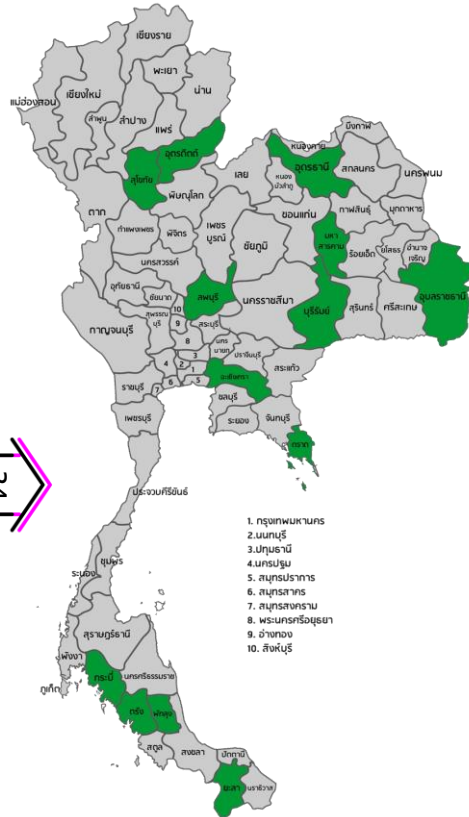 เชียงราย
พะเยา
น่าน
เชียงใหม่
แม่ฮ่องสอน
ลำพูน
ลำปาง
แพร่
อุตรดิตถ์
สุโขทัย
ตาก
พิษณุโลก
เลย
หนองคาย
บึงกาฬ
อุดรธานี
สกลนคร
นครพนม
หนอง
บัวลำภู
กำแพงเพชร
พิจิตร
เพชร
บูรณ์
ขอนแก่น
กาฬสินธุ์
มุกดาหาร
ชัยภูมิ
มหา
สารคาม
ร้อยเอ็ด
ยโสธร
อำนาจ
เจริญ
นครสวรรค์
อุทัยธานี
ชัยนาท
ลพบุรี
นครราชสีมา
บุรีรัมย์
สุรินทร์
ศรีสะเกษ
อุบลราชธานี
กาญจนบุรี
สุพรรณ
บุรี
10
9
สระบุรี
8
นคร
นายก
ปราจีนบุรี
สระแก้ว
3
4
2
1
ฉะเชิงเทรา
ราชบุรี
7
6
5
ชลบุรี
ระยอง
จันทบุรี
ตราด
เพชรบุรี
ประจวบคีรีขันธ์
1. กรุงเทพมหานคร
2.นนทบุรี
3.ปทุมธานี
4.นครปฐม
5. สมุทรปราการ
6. สมุทรสาคร
7. สมุทรสงคราม
8. พระนครศรีอยุธยา
9. อ่างทอง
10. สิงห์บุรี
ชุมพร
ระนอง
สุราษฎร์ธานี
พังงา
ภูเก็ต
กระบี่
นครศรีธรรมราช
ตรัง
พัทลุง
สตูล
สงขลา
ปัตตานี
ยะลา
นราธิวาส